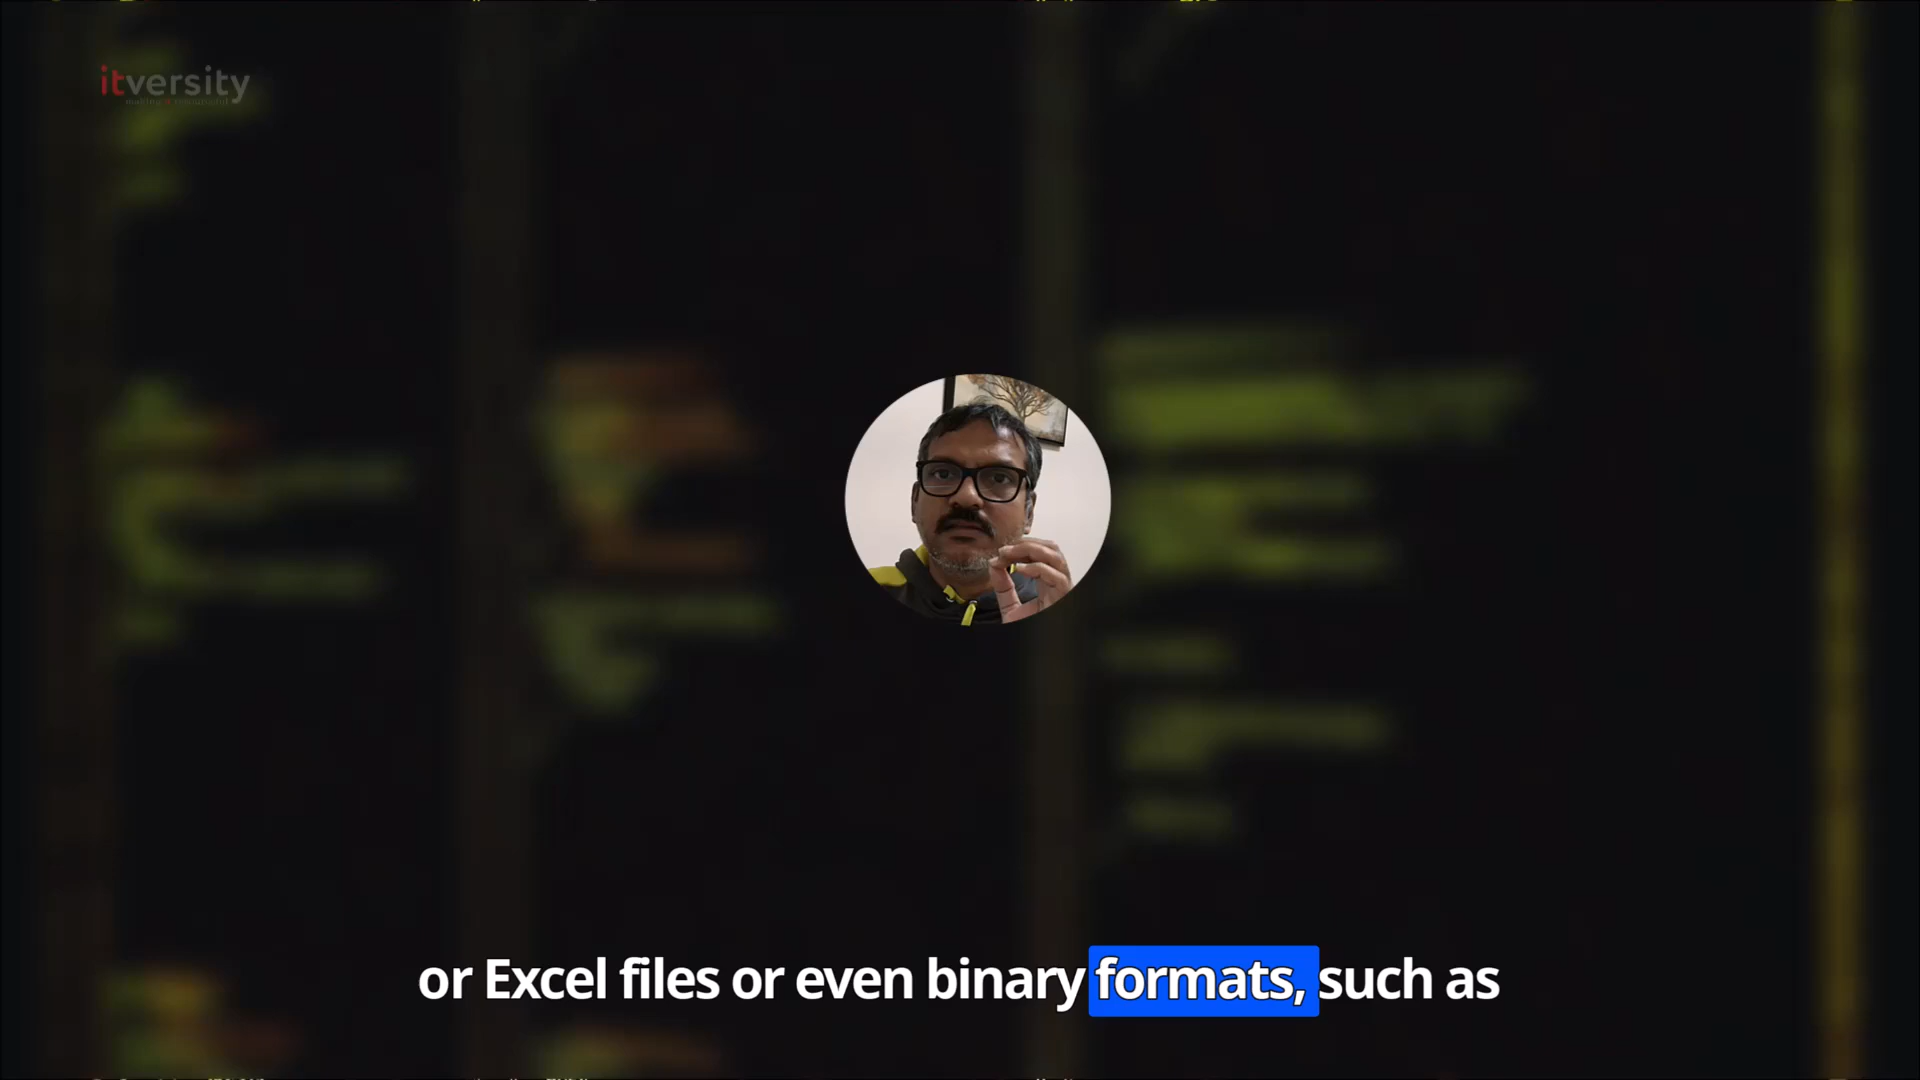 itversity
or Excel files or even binary formats, such as